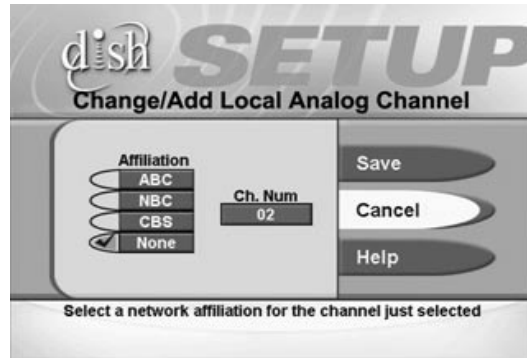 dish SETUP
Change/Add Local Analog Channel
Affiliation
ABC
NBC
CBS
None
Ch. Num
02
Save
Cancel
Help
Select a network affiliation for the channel just selected